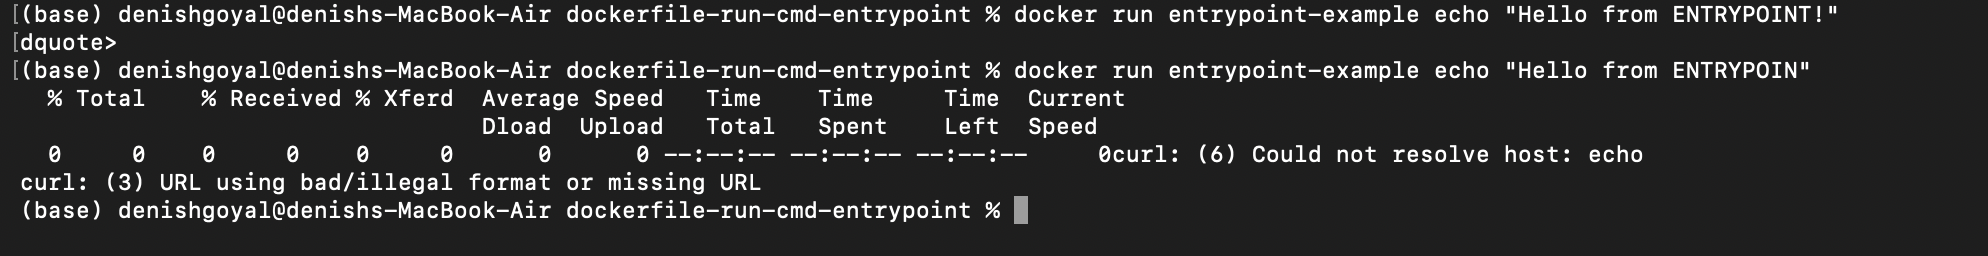 [(base) denishgoyal@denishs-MacBook-Air dockerfile-run-cmd-entrypoint % docker run entrypoint-example echo "Hello from ENTRYPOINT!"
[dquote>
[(base) denishgoyal@denishs-MacBook-Air dockerfile-run-cmd-entrypoint % docker run entrypoint-example echo "Hello from ENTRYPOIN"
  % Total    % Received % Xferd  Average Speed   Time    Time     Time  Current
                                 Dload  Upload   Total   Spent    Left  Speed
  0     0    0     0    0     0      0      0 --:--:-- --:--:-- --:--:--     0curl: (6) Could not resolve host: echo
curl: (3) URL using bad/illegal format or missing URL
(base) denishgoyal@denishs-MacBook-Air dockerfile-run-cmd-entrypoint %